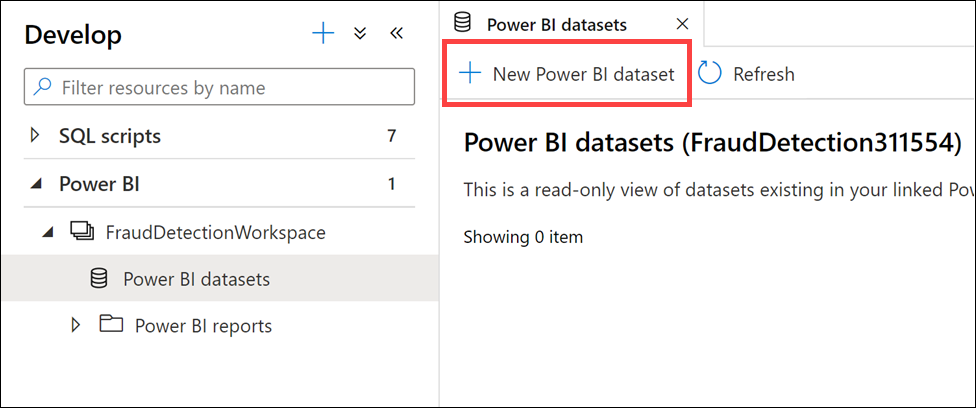 Develop
Filter resources by name
SQL scripts 7
Power BI 1
FraudDetectionWorkspace
Power BI datasets
Power BI reports
Power BI datasets
New Power BI dataset Refresh
Power BI datasets (FraudDetection311554)
This is a read-only view of datasets existing in your linked Pow
Showing 0 item